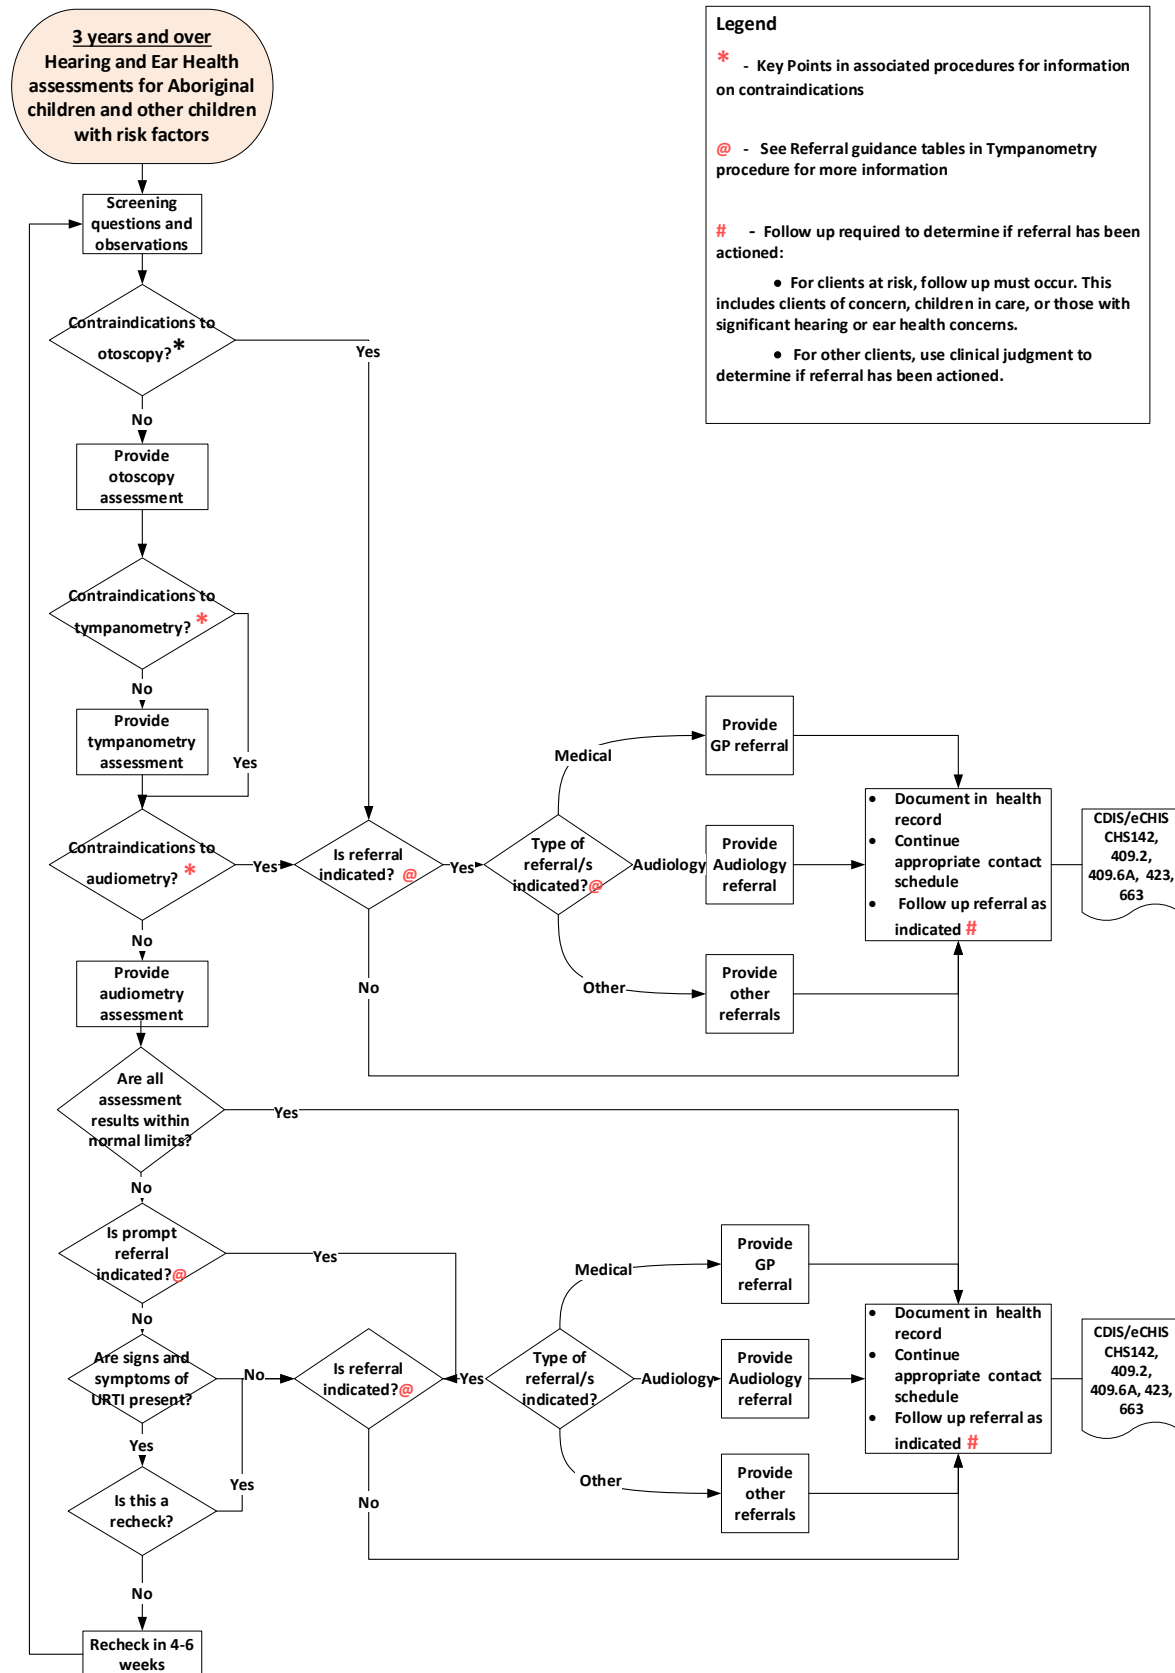 3 years and over
Hearing and Ear Health
assessments for Aboriginal
children and other children
with risk factors
Legend
* - Key Points in associated procedures for information
on contraindications
@ - See Referral guidance tables in Tympanometry
procedure for more information
# - Follow up required to determine if referral has been
actioned:
● For clients at risk, follow up must occur. This
includes clients of concern, children in care, or those with
significant hearing or ear health concerns.
● For other clients, use clinical judgment to
determine if referral has been actioned.
Screening
questions and
observations
Contraindications to
otoscopy? *
Yes
No
Provide
otoscopy
assessment
Contraindications to
tympanometry? *
No
Yes
Provide
tympanometry
assessment
Contraindications to
audiometry? *
Yes
No
Is referral
indicated? @
Yes
No
Type of
referral/s
indicated?@
Medical
Audiology
Other
Provide
GP referral
Provide
Audiology
referral
Provide
other
referrals
• Document in health
record
• Continue
appropriate contact
schedule
• Follow up referral as
indicated #
CDIS/eCHIS
CHS142,
409.2,
409.6A, 423,
663
Provide
audiometry
assessment
Are all
assessment
results within
normal limits?
Yes
No
Is prompt
referral
indicated?@
Yes
No
Are signs and
symptoms of
URTI present?
No
Yes
Is this a
recheck?
Yes
No
Recheck in 4-6
weeks
Is referral
indicated?@
Yes
No
Type of
referral/s
indicated?
Medical
Audiology
Other
Provide
GP
referral
Provide
Audiology
referral
Provide
other
referrals
• Document in health
record
• Continue
appropriate contact
schedule
• Follow up referral as
indicated #
CDIS/eCHIS
CHS142,
409.2,
409.6A, 423,
663